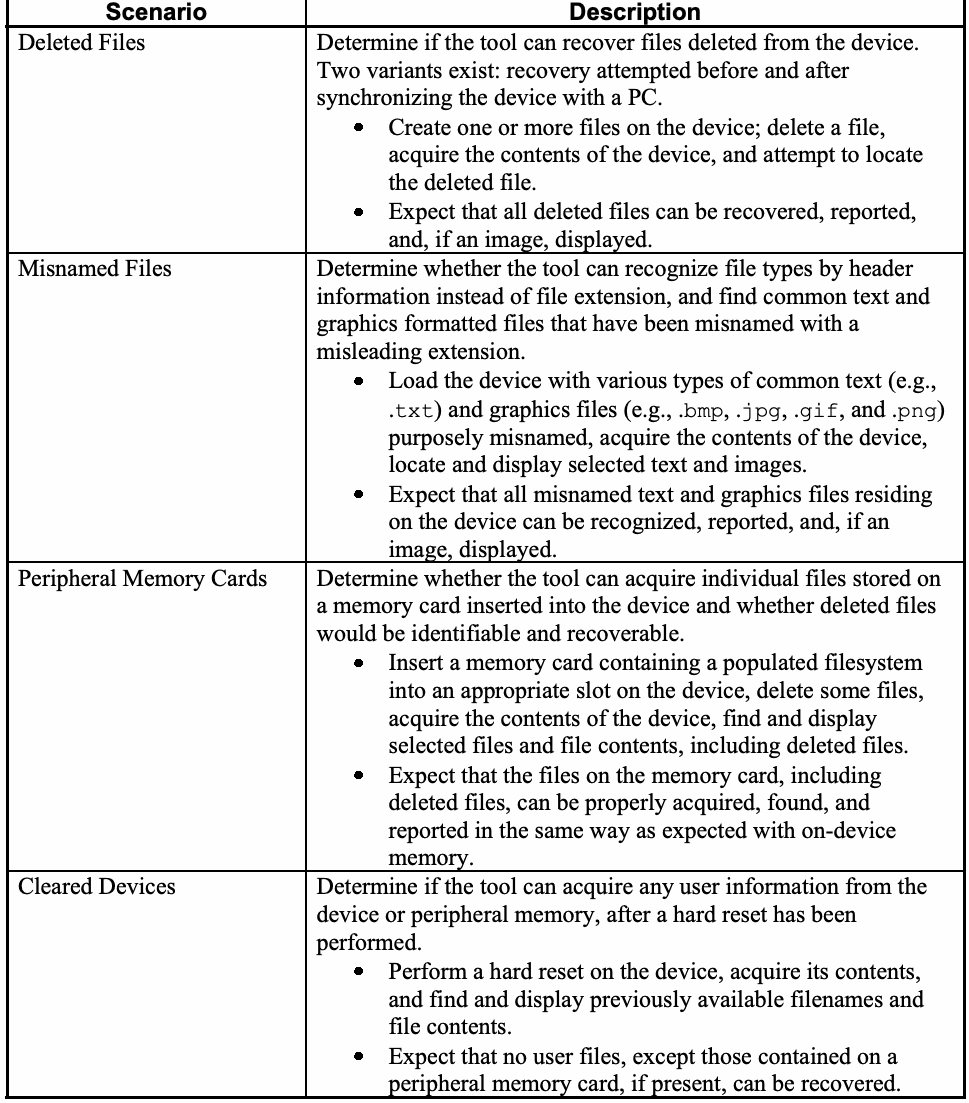 Scenario Description
Deleted Files
Determine if the tool can recover files deleted from the device.
Two variants exist: recovery attempted before and after
synchronizing the device with a PC.
• Create one or more files on the device; delete a file,
acquire the contents of the device, and attempt to locate
the deleted file.
• Expect that all deleted files can be recovered, reported,
and, if an image, displayed.
Misnamed Files
Determine whether the tool can recognize file types by header
information instead of file extension, and find common text and
graphics formatted files that have been misnamed with a
misleading extension.
• Load the device with various types of common text (e.g.,
.txt) and graphics files (e.g., .bmp, .jpg, .gif, and .png)
purposely misnamed, acquire the contents of the device,
locate and display selected text and images.
• Expect that all misnamed text and graphics files residing
on the device can be recognized, reported, and, if an
image, displayed.
Peripheral Memory Cards
Determine whether the tool can acquire individual files stored on
a memory card inserted into the device and whether deleted files
would be identifiable and recoverable.
• Insert a memory card containing a populated filesystem
into an appropriate slot on the device, delete some files,
acquire the contents of the device, find and display
selected files and file contents, including deleted files.
• Expect that the files on the memory card, including
deleted files, can be properly acquired, found, and
reported in the same way as expected with on-device
memory.
Cleared Devices
Determine if the tool can acquire any user information from the
device or peripheral memory, after a hard reset has been
performed.
• Perform a hard reset on the device, acquire its contents,
and find and display previously available filenames and
file contents.
• Expect that no user files, except those contained on a
peripheral memory card, if present, can be recovered.